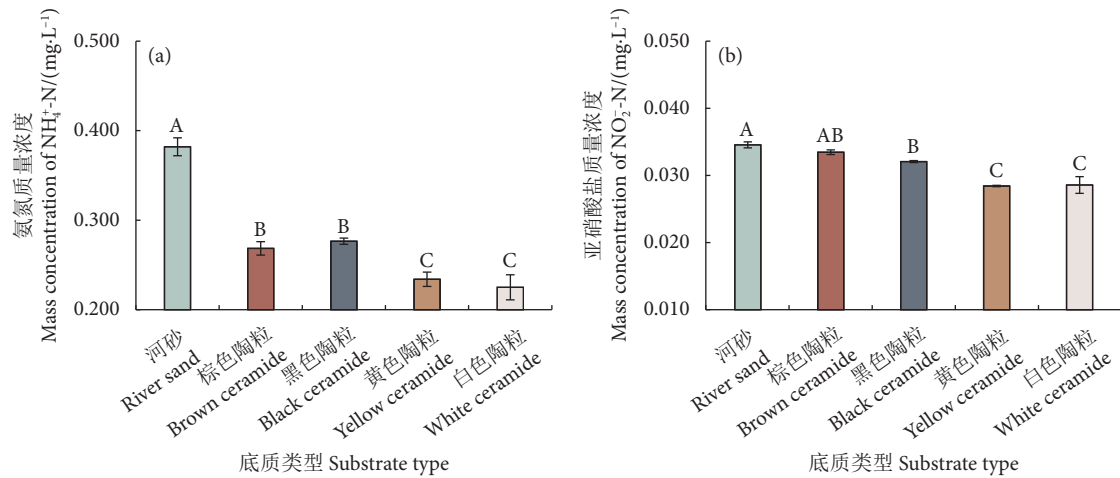 (a)
氨氮质量浓度
Mass concentration of NH₄⁺-N/(mg·L⁻¹)
0.500
0.400
0.300
0.200
A
B
B
C
C
河砂
River sand
棕色陶粒
Brown ceramide
黑色陶粒
Black ceramide
黄色陶粒
Yellow ceramide
白色陶粒
White ceramide
底质类型 Substrate type
(b)
亚硝酸盐质量浓度
Mass concentration of NO₂⁻-N/(mg·L⁻¹)
0.050
0.040
0.030
0.020
0.010
A
AB
B
C
C
河砂
River sand
棕色陶粒
Brown ceramide
黑色陶粒
Black ceramide
黄色陶粒
Yellow ceramide
白色陶粒
White ceramide
底质类型 Substrate type